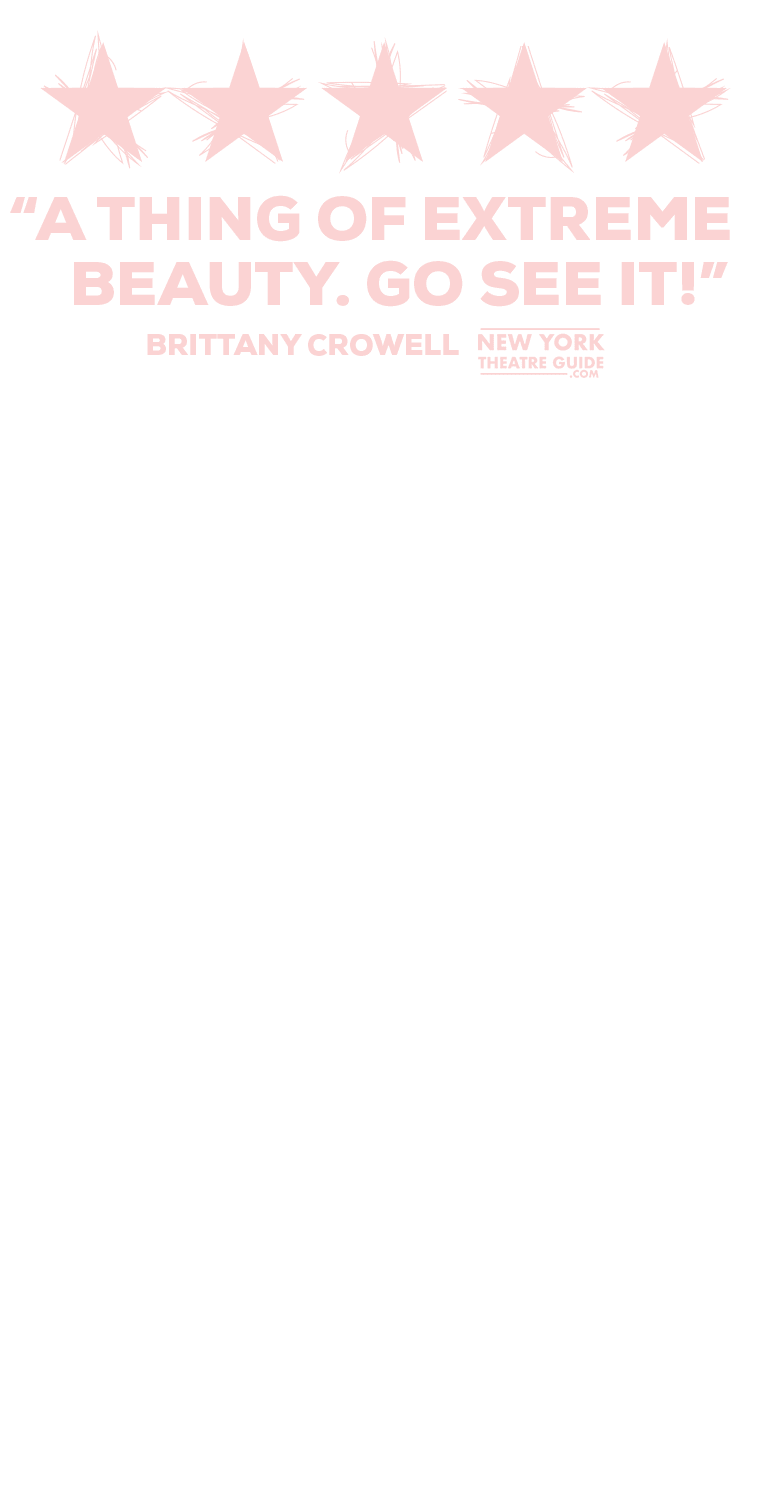 “A THING OF EXTREME
BEAUTY. GO SEE IT!”
BRITTANY CROWELL
NEW YORK
THEATRE GUIDE
.COM